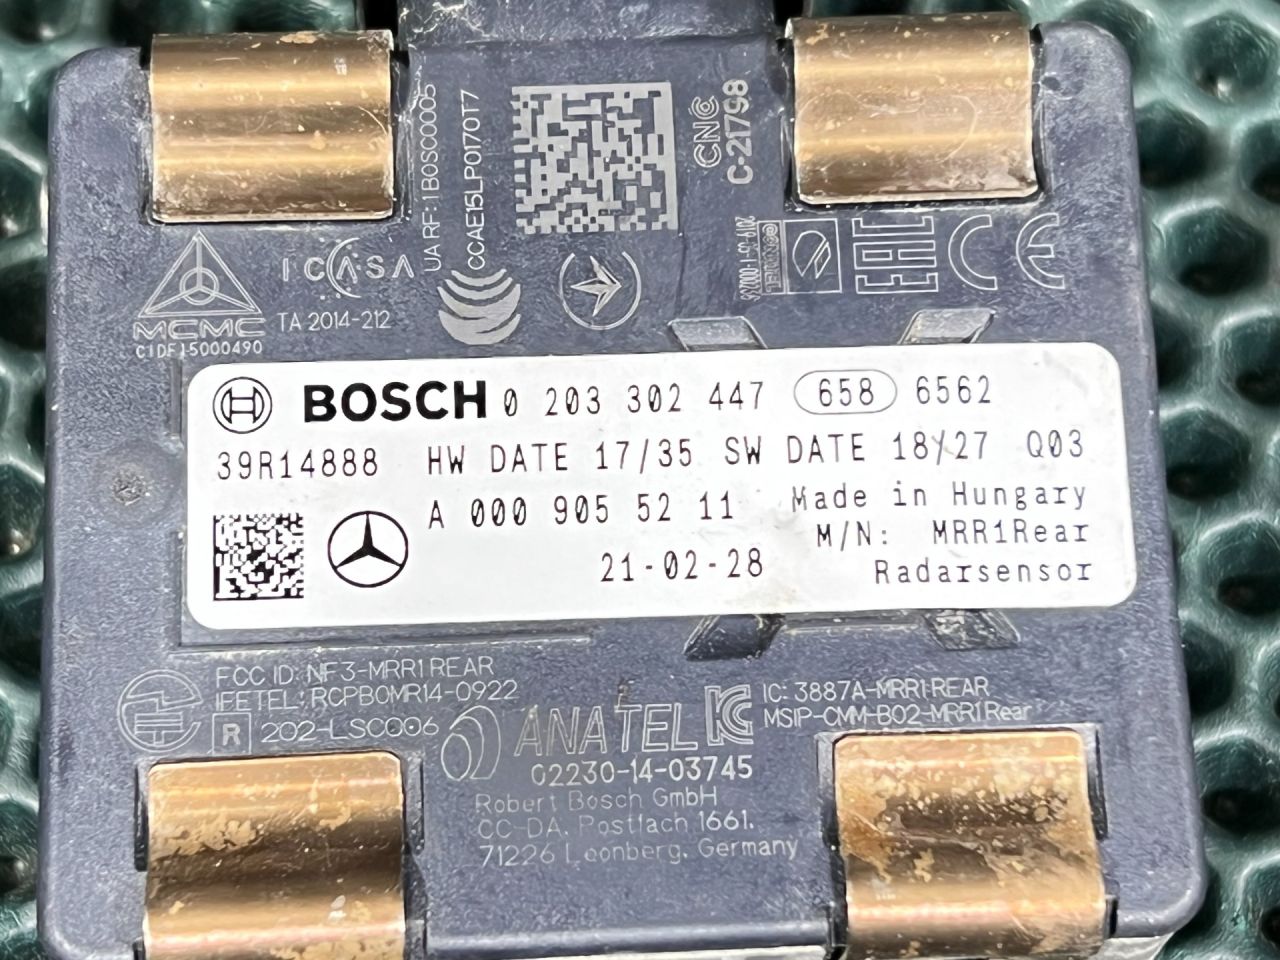 UA RF: 1BOSC0005
CCAE15LP0170T7
CNC
C-21798
ICASA
TA 2014-212
MCMC
CIDF15000490
EAC
CE
BOSCH 0 203 302 447 658 6562
39R14888 HW DATE 17/35 SW DATE 18/27 Q03
A 000 905 52 11 Made in Hungary
M/N: MRR1Rear
21-02-28 Radarsensor
FCC ID: NF3-MRR1REAR
IFETEL: RCPBOMR14-0922
R 202-LSC006
ANATEL
02230-14-03745
IC: 3887A-MRR1REAR
MSIP-CMM-B02-MRR1Rear
Robert Bosch GmbH
CC-DA, Postfach 1661,
71226 Leonberg, Germany